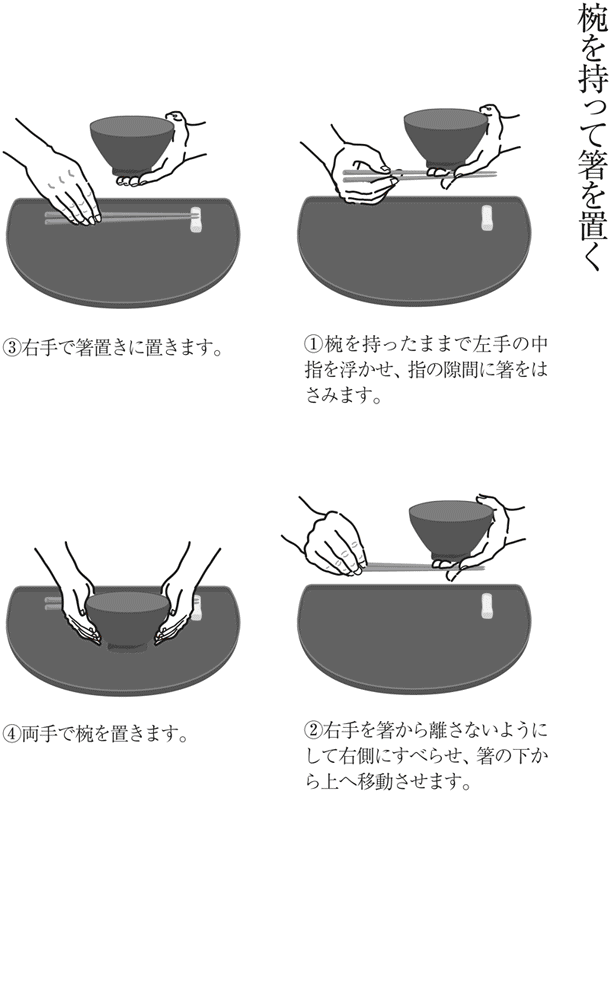 椀を持って箸を置く
①椀を持ったままで左手の中
指を浮かせ、指の隙間に箸をは
さみます。
②右手を箸から離さないように
して右側にすべらせ、箸の下か
ら上へ移動させます。
③右手で箸置きに置きます。
④両手で椀を置きます。